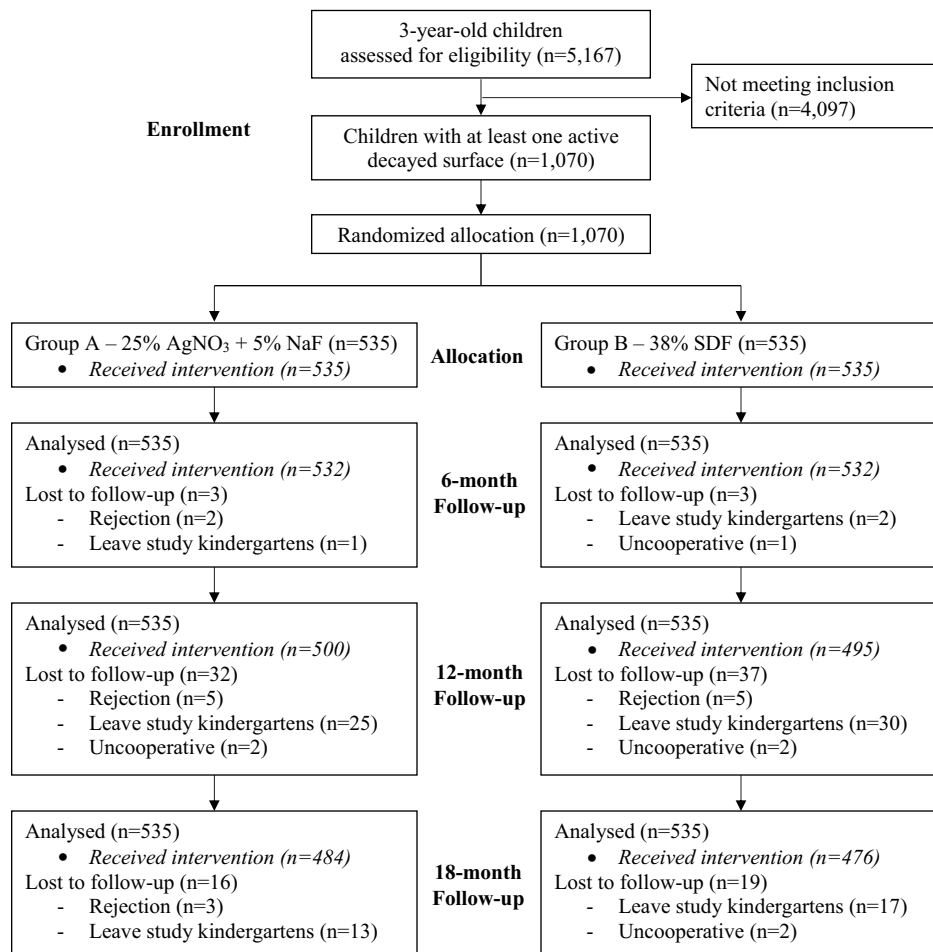 3-year-old children
assessed for eligibility (n=5,167)
Not meeting inclusion
criteria (n=4,097)
Enrollment
Children with at least one active
decayed surface (n=1,070)
Randomized allocation (n=1,070)
Group A – 25% AgNO₃ + 5% NaF (n=535)
• Received intervention (n=535)
Allocation
Group B – 38% SDF (n=535)
• Received intervention (n=535)
Analysed (n=535)
• Received intervention (n=532)
Lost to follow-up (n=3)
- Rejection (n=2)
- Leave study kindergartens (n=1)
6-month
Follow-up
Analysed (n=535)
• Received intervention (n=532)
Lost to follow-up (n=3)
- Leave study kindergartens (n=2)
- Uncooperative (n=1)
Analysed (n=535)
• Received intervention (n=500)
Lost to follow-up (n=32)
- Rejection (n=5)
- Leave study kindergartens (n=25)
- Uncooperative (n=2)
12-month
Follow-up
Analysed (n=535)
• Received intervention (n=495)
Lost to follow-up (n=37)
- Rejection (n=5)
- Leave study kindergartens (n=30)
- Uncooperative (n=2)
Analysed (n=535)
• Received intervention (n=484)
Lost to follow-up (n=16)
- Rejection (n=3)
- Leave study kindergartens (n=13)
18-month
Follow-up
Analysed (n=535)
• Received intervention (n=476)
Lost to follow-up (n=19)
- Leave study kindergartens (n=17)
- Uncooperative (n=2)